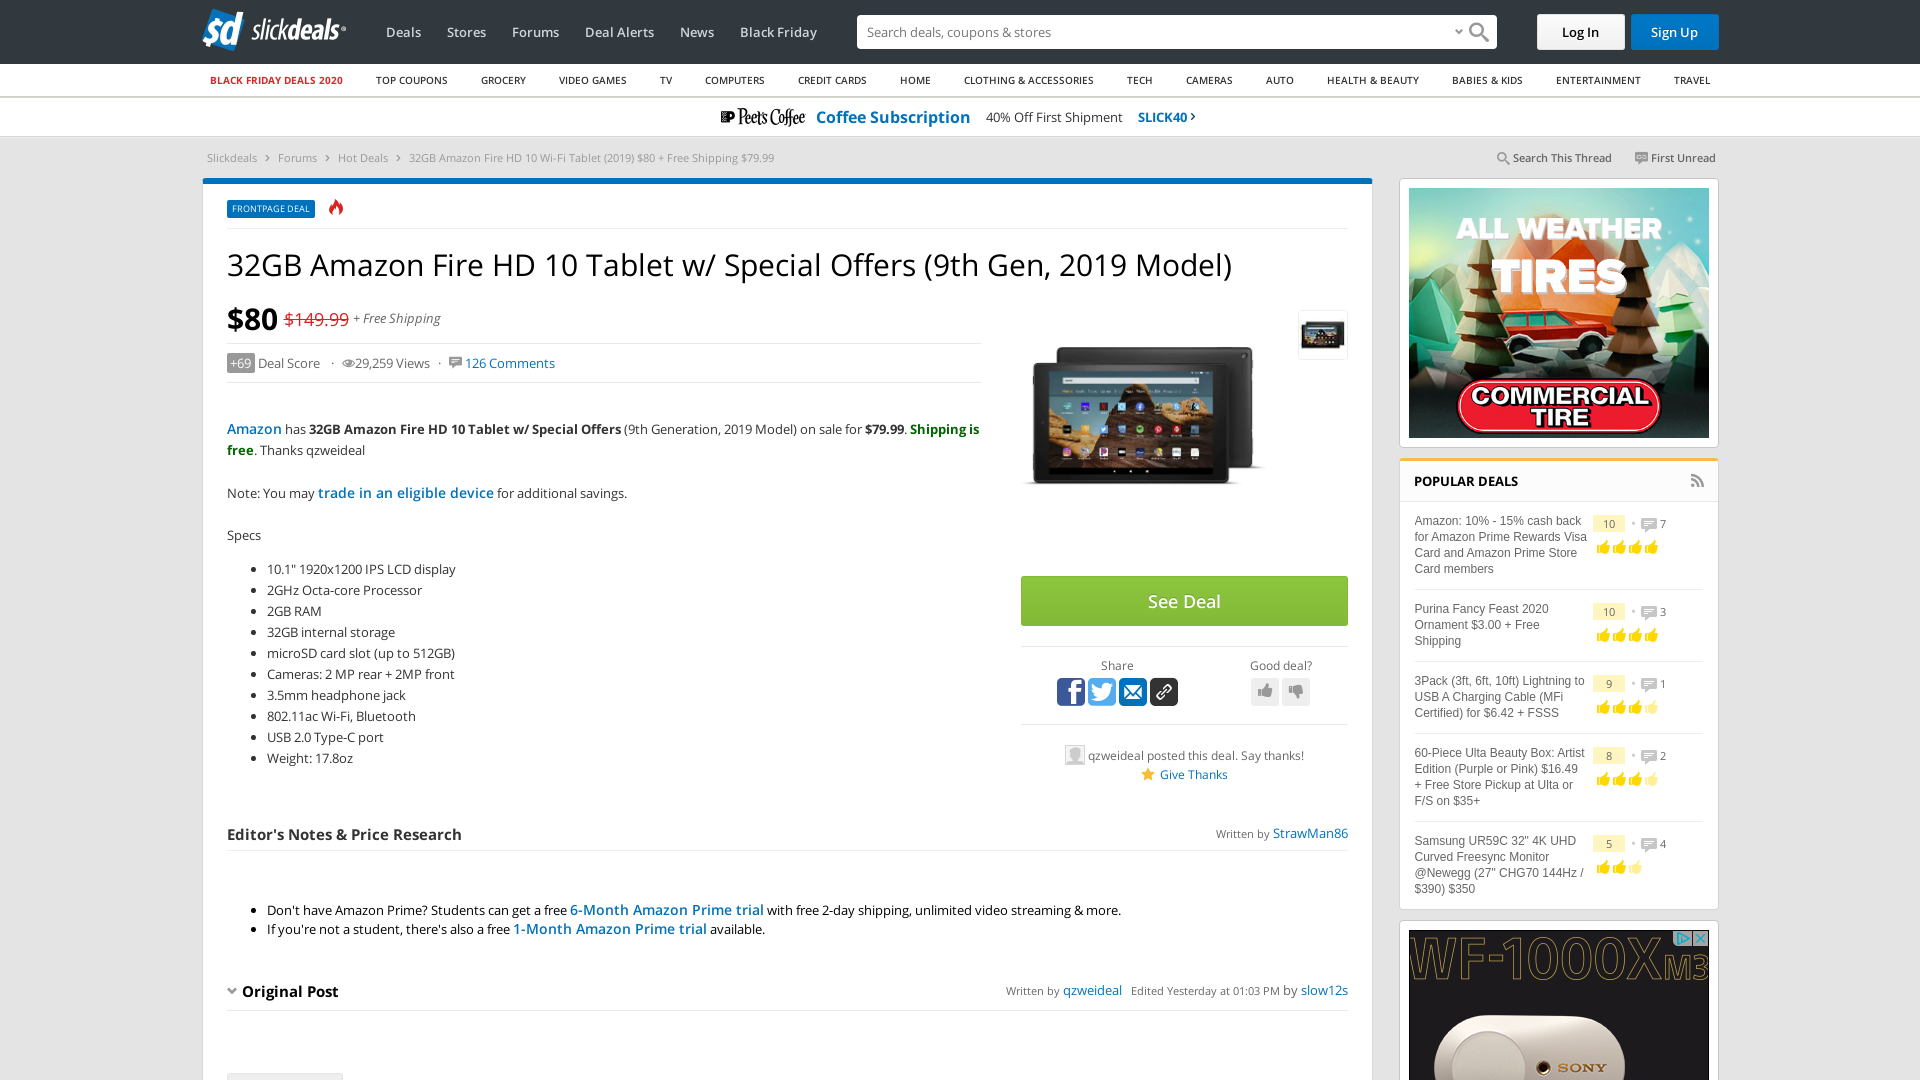 sd slickdeals
Deals Stores Forums Deal Alerts News Black Friday
Search deals, coupons & shops
Log In Sign Up
BLACK FRIDAY DEALS 2020 TOP COUPONS GROCERY VIDEO GAMES TV COMPUTERS CREDIT CARDS HOME CLOTHING & ACCESSORIES TECH CAMERAS AUTO HEALTH & BEAUTY BABIES & KIDS ENTERTAINMENT TRAVEL
Peet's Coffee Coffee Subscription 40% Off First Shipment SLICK40 ›
Slickdeals › Forums › Hot Deals › 32GB Amazon Fire HD 10 Wi-Fi Tablet (2019) $80 + Free Shipping $79.99
Search This Thread First Unread
FRONTPAGE DEAL
32GB Amazon Fire HD 10 Tablet w/ Special Offers (9th Gen, 2019 Model)
$80 $149.99 + Free Shipping
+69 Deal Score · 29,259 Views · 126 Comments
Amazon has 32GB Amazon Fire HD 10 Tablet w/ Special Offers (9th Generation, 2019 Model) on sale for $79.99. Shipping is
free. Thanks qzweideal
Note: You may trade in an eligible device for additional savings.
Specs
10.1" 1920x1200 IPS LCD display
2GHz Octa-core Processor
2GB RAM
32GB internal storage
microSD card slot (up to 512GB)
Cameras: 2 MP rear + 2MP front
3.5mm headphone jack
802.11ac Wi-Fi, Bluetooth
USB 2.0 Type-C port
Weight: 17.8oz
See Deal
Share
Good deal?
qzweideal posted this deal. Say thanks!
Give Thanks
Editor's Notes & Price Research
Written by StrawMan86
Don't have Amazon Prime? Students can get a free 6-Month Amazon Prime trial with free 2-day shipping, unlimited video streaming & more.
If you're not a student, there's also a free 1-Month Amazon Prime trial available.
Original Post
Written by qzweideal Edited Yesterday at 01:03 PM by slow12s
ALL WEATHER
TIRES
COMMERCIAL
TIRE
POPULAR DEALS
Amazon: 10% - 15% cash back
for Amazon Prime Rewards Visa
Card and Amazon Prime Store
Card members
10 • 7
Purina Fancy Feast 2020
Ornament $3.00 + Free
Shipping
10 • 3
3Pack (3ft, 6ft, 10ft) Lightning to
USB A Charging Cable (MFi
Certified) for $6.42 + FSSS
9 • 1
60-Piece Ulta Beauty Box: Artist
Edition (Purple or Pink) $16.49
+ Free Store Pickup at Ulta or
F/S on $35+
8 • 2
Samsung UR59C 32" 4K UHD
Curved Freesync Monitor
@Newegg (27" CHG70 144Hz /
$390) $350
5 • 4
WF-1000XM3
SONY